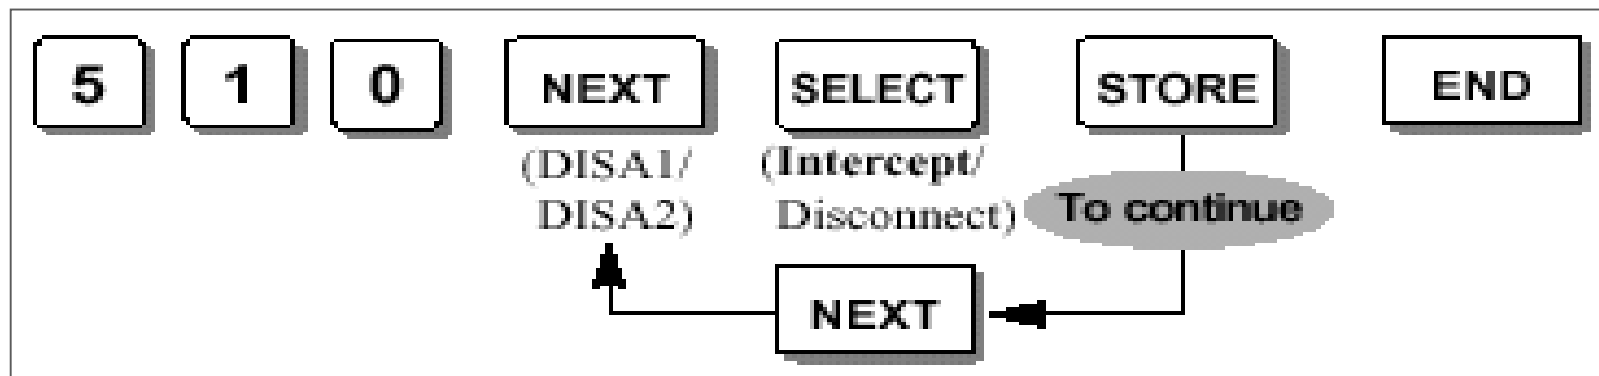 5 1 0 NEXT SELECT STORE END
(DISA1/ (Intercept/
DISA2) Disconnect) To continue
NEXT